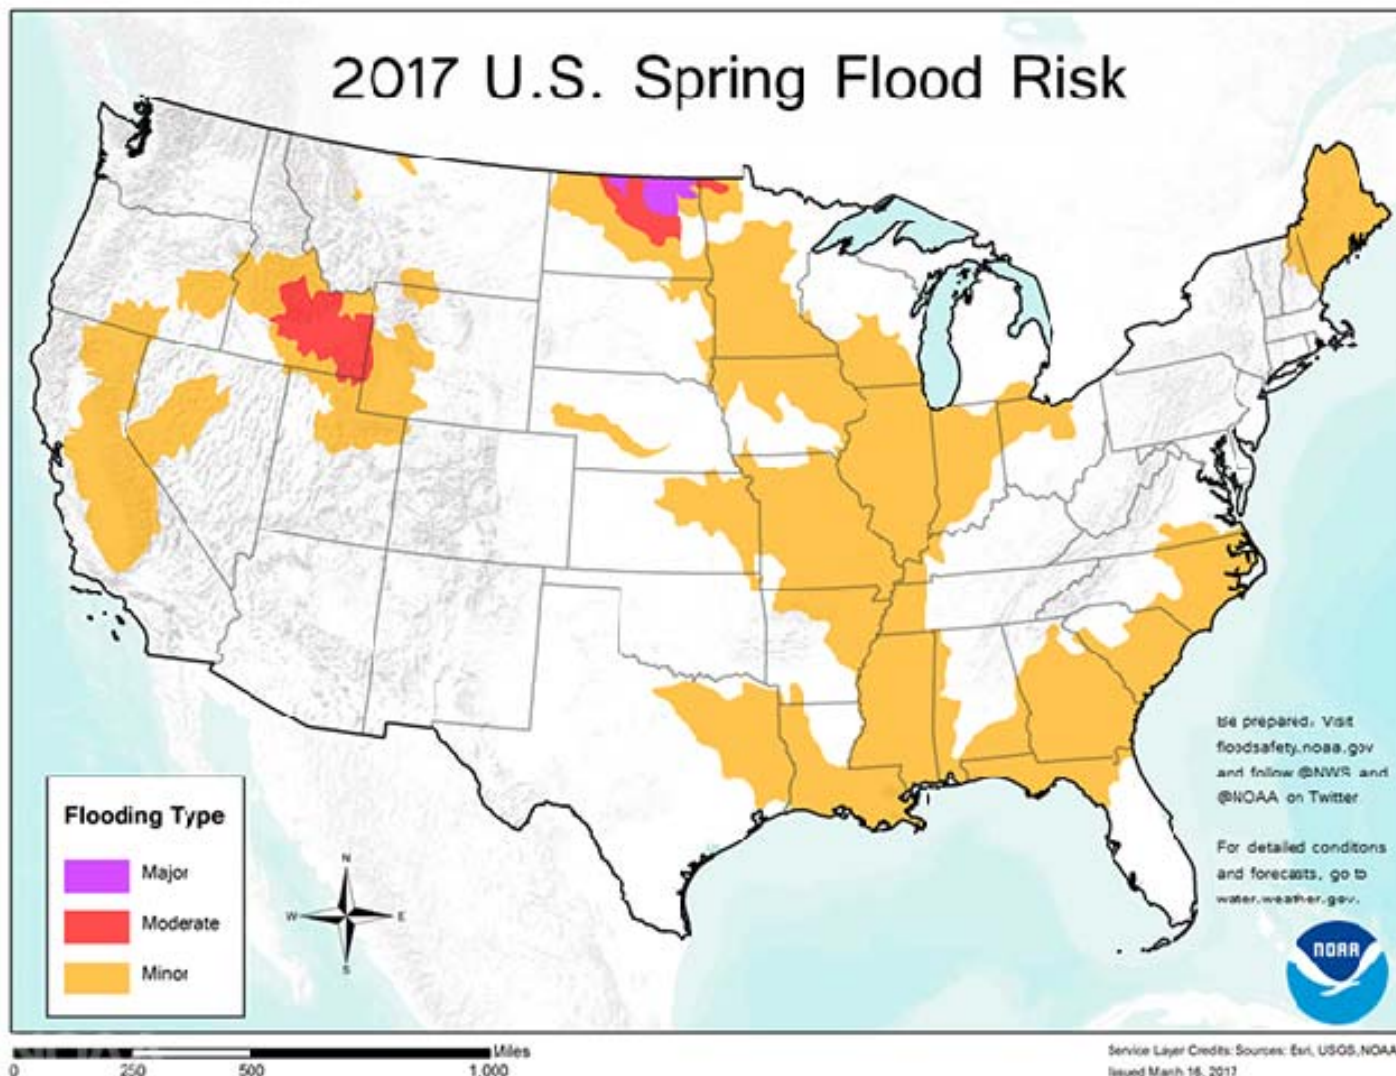 2017 U.S. Spring Flood Risk
Be prepared. Visit
floodsafety.noaa.gov
and follow @NWS and
@NOAA on Twitter
For detailed conditons
and forecasts, go to
water.weather.gov.
Flooding Type
Major
Moderate
Minor
N
W E
S
NOAA
Miles
0 250 500 1,000
Service Layer Credits: Sources: Esri, USGS, NOAA
Issued March 16, 2017